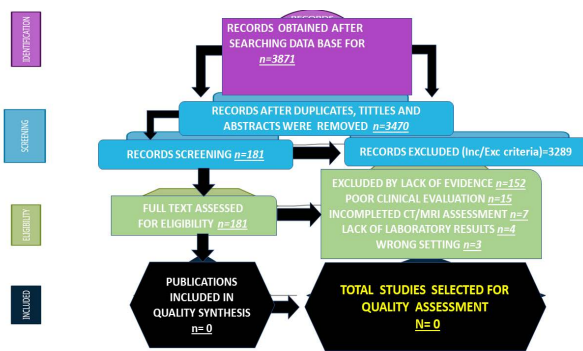 IDENTIFICATION
RECORDS
RECORDS OBTAINED AFTER
SEARCHING DATA BASE FOR
n=3871
SCREENING
RECORDS AFTER DUPLICATES, TITTLES AND
ABSTRACTS WERE REMOVED n=3470
RECORDS SCREENING n=181
RECORDS EXCLUDED (Inc/Exc criteria)=3289
ELIGIBILITY
FULL TEXT ASSESSED
FOR ELIGIBILITY n=181
EXCLUDED BY LACK OF EVIDENCE n=152
POOR CLINICAL EVALUATION n=15
INCOMPLETED CT/MRI ASSESSMENT n=7
LACK OF LABORATORY RESULTS n=4
WRONG SETTING n=3
INCLUDED
PUBLICATIONS
INCLUDED IN
QUALITY SYNTHESIS
n= 0
TOTAL STUDIES SELECTED FOR
QUALITY ASSESSMENT
N= 0